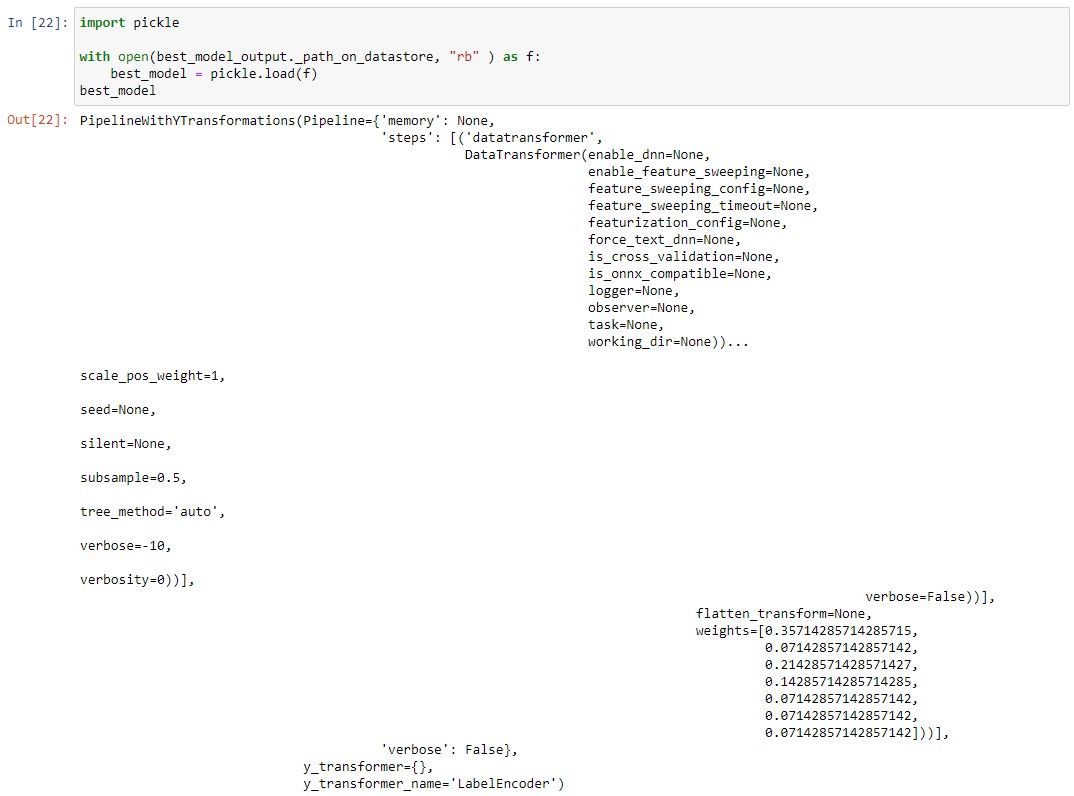 In [22]: import pickle
with open(best_model_output._path_on_datastore, "rb" ) as f:
best_model = pickle.load(f)
best_model
Out[22]: PipelineWithYTransformations(Pipeline={'memory': None,
'steps': [('datatransformer',
DataTransformer(enable_dnn=None,
enable_feature_sweeping=None,
feature_sweeping_config=None,
feature_sweeping_timeout=None,
featurization_config=None,
force_text_dnn=None,
is_cross_validation=None,
is_onnx_compatible=None,
logger=None,
observer=None,
task=None,
working_dir=None))...
scale_pos_weight=1,
seed=None,
silent=None,
subsample=0.5,
tree_method='auto',
verbose=-10,
verbosity=0))],
verbose=False))],
flatten_transform=None,
weights=[0.35714285714285715,
0.07142857142857142,
0.21428571428571427,
0.14285714285714285,
0.07142857142857142,
0.07142857142857142,
0.07142857142857142]))],
'verbose': False},
y_transformer={},
y_transformer_name='LabelEncoder')